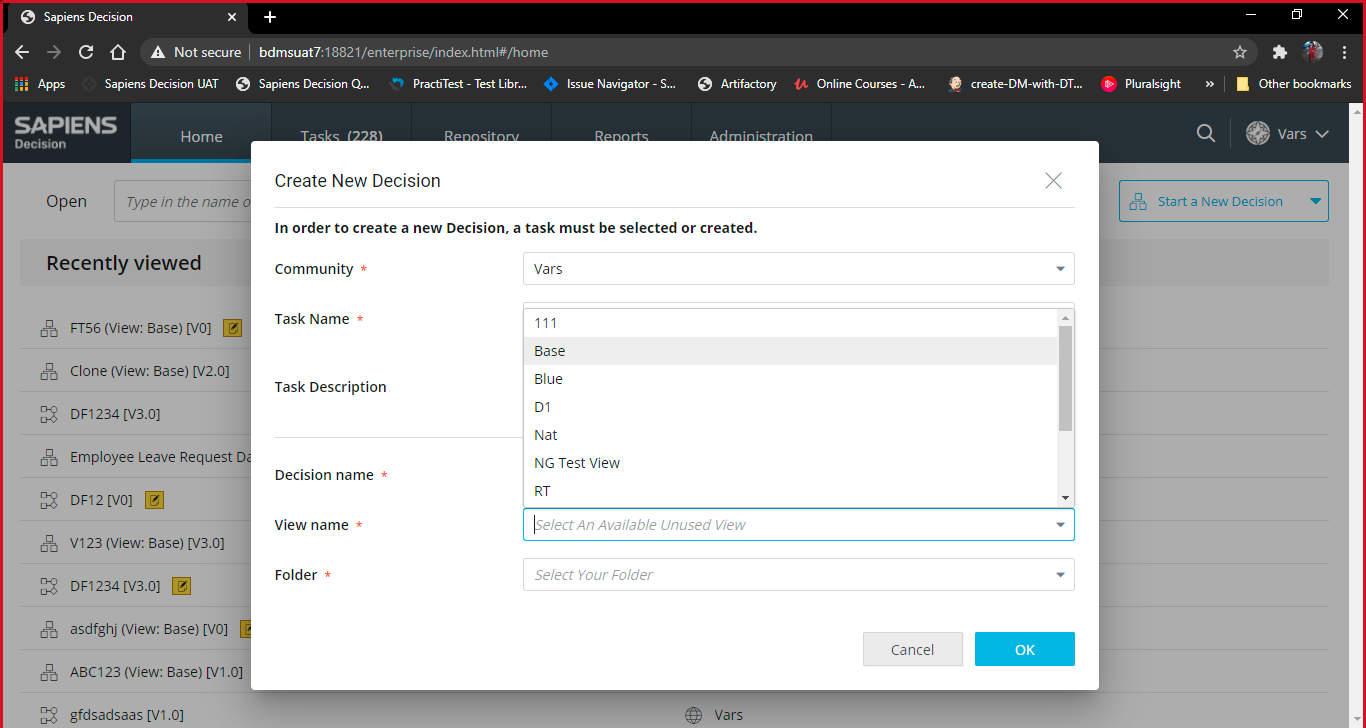 Sapiens Decision
Not secure bdmsuat7:18821/enterprise/index.html#/home
Apps Sapiens Decision UAT Sapiens Decision Q... PractiTest - Test Libr... Issue Navigator - S... Artifactory Online Courses - A... create-DM-with-DT... Pluralsight » Other bookmarks
SAPIENS
Decision
Home Tasks (228) Repository Reports Administration Vars
Create New Decision
Open Type in the name o Start a New Decision
In order to create a new Decision, a task must be selected or created.
Recently viewed
Community * Vars
Task Name *
111
FT56 (View: Base) [V0]
Base
Clone (View: Base) [V2.0]
Blue
Task Description
D1
DF1234 [V3.0]
Nat
Employee Leave Request Da
NG Test View
Decision name *
RT
DF12 [V0]
View name * Select An Available Unused View
V123 (View: Base) [V3.0]
Folder * Select Your Folder
DF1234 [V3.0]
asdfghj (View: Base) [V0]
Cancel OK
ABC123 (View: Base) [V1.0]
gfdsadsaas [V1.0] Vars